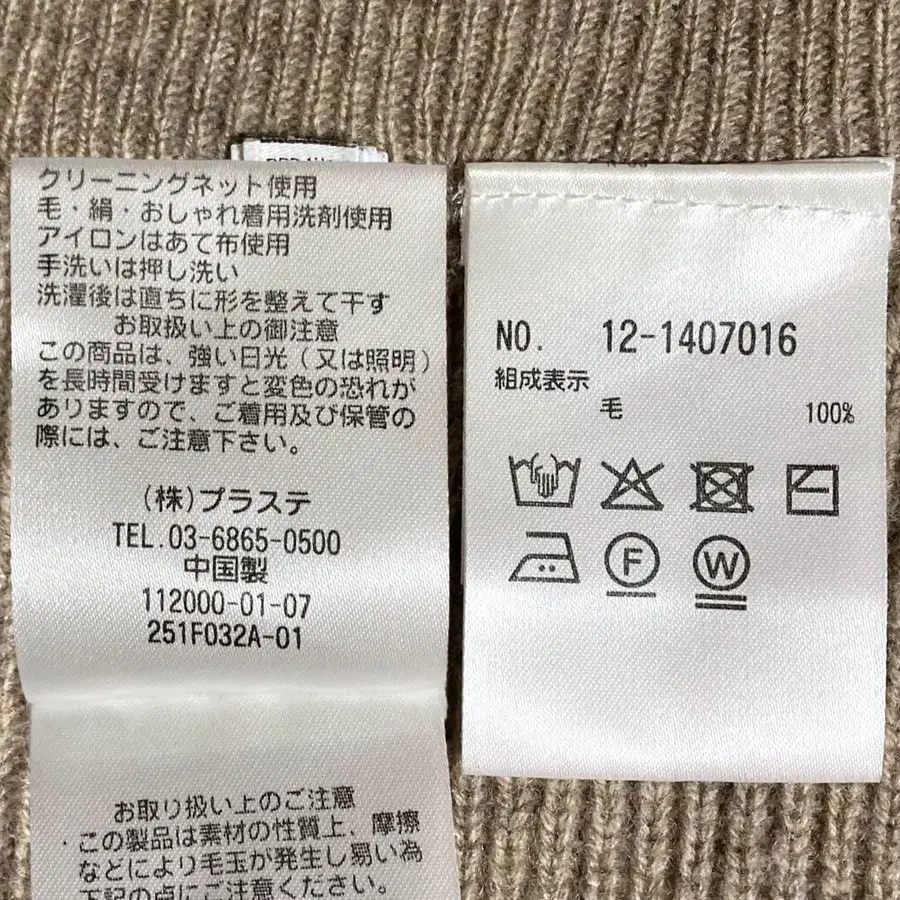 クリーニングネット使用
毛・絹・おしゃれ着用洗剤使用
アイロンはあて布使用
手洗いは押し洗い
洗濯後は直ちに形を整えて干す
お取扱い上の御注意
この商品は、強い日光(又は照明)
を長時間受けますと変色の恐れが
ありますので、ご着用及び保管の
際には、ご注意下さい。
(株)プラステ
TEL.03-6865-0500
中国製
112000-01-07
251F032A-01
お取り扱い上のご注意
・この製品は素材の性質上、摩擦
などにより毛玉が発生し易い為
下記の点にご注意ください。
NO. 12-1407016
組成表示
毛 100%
F
W